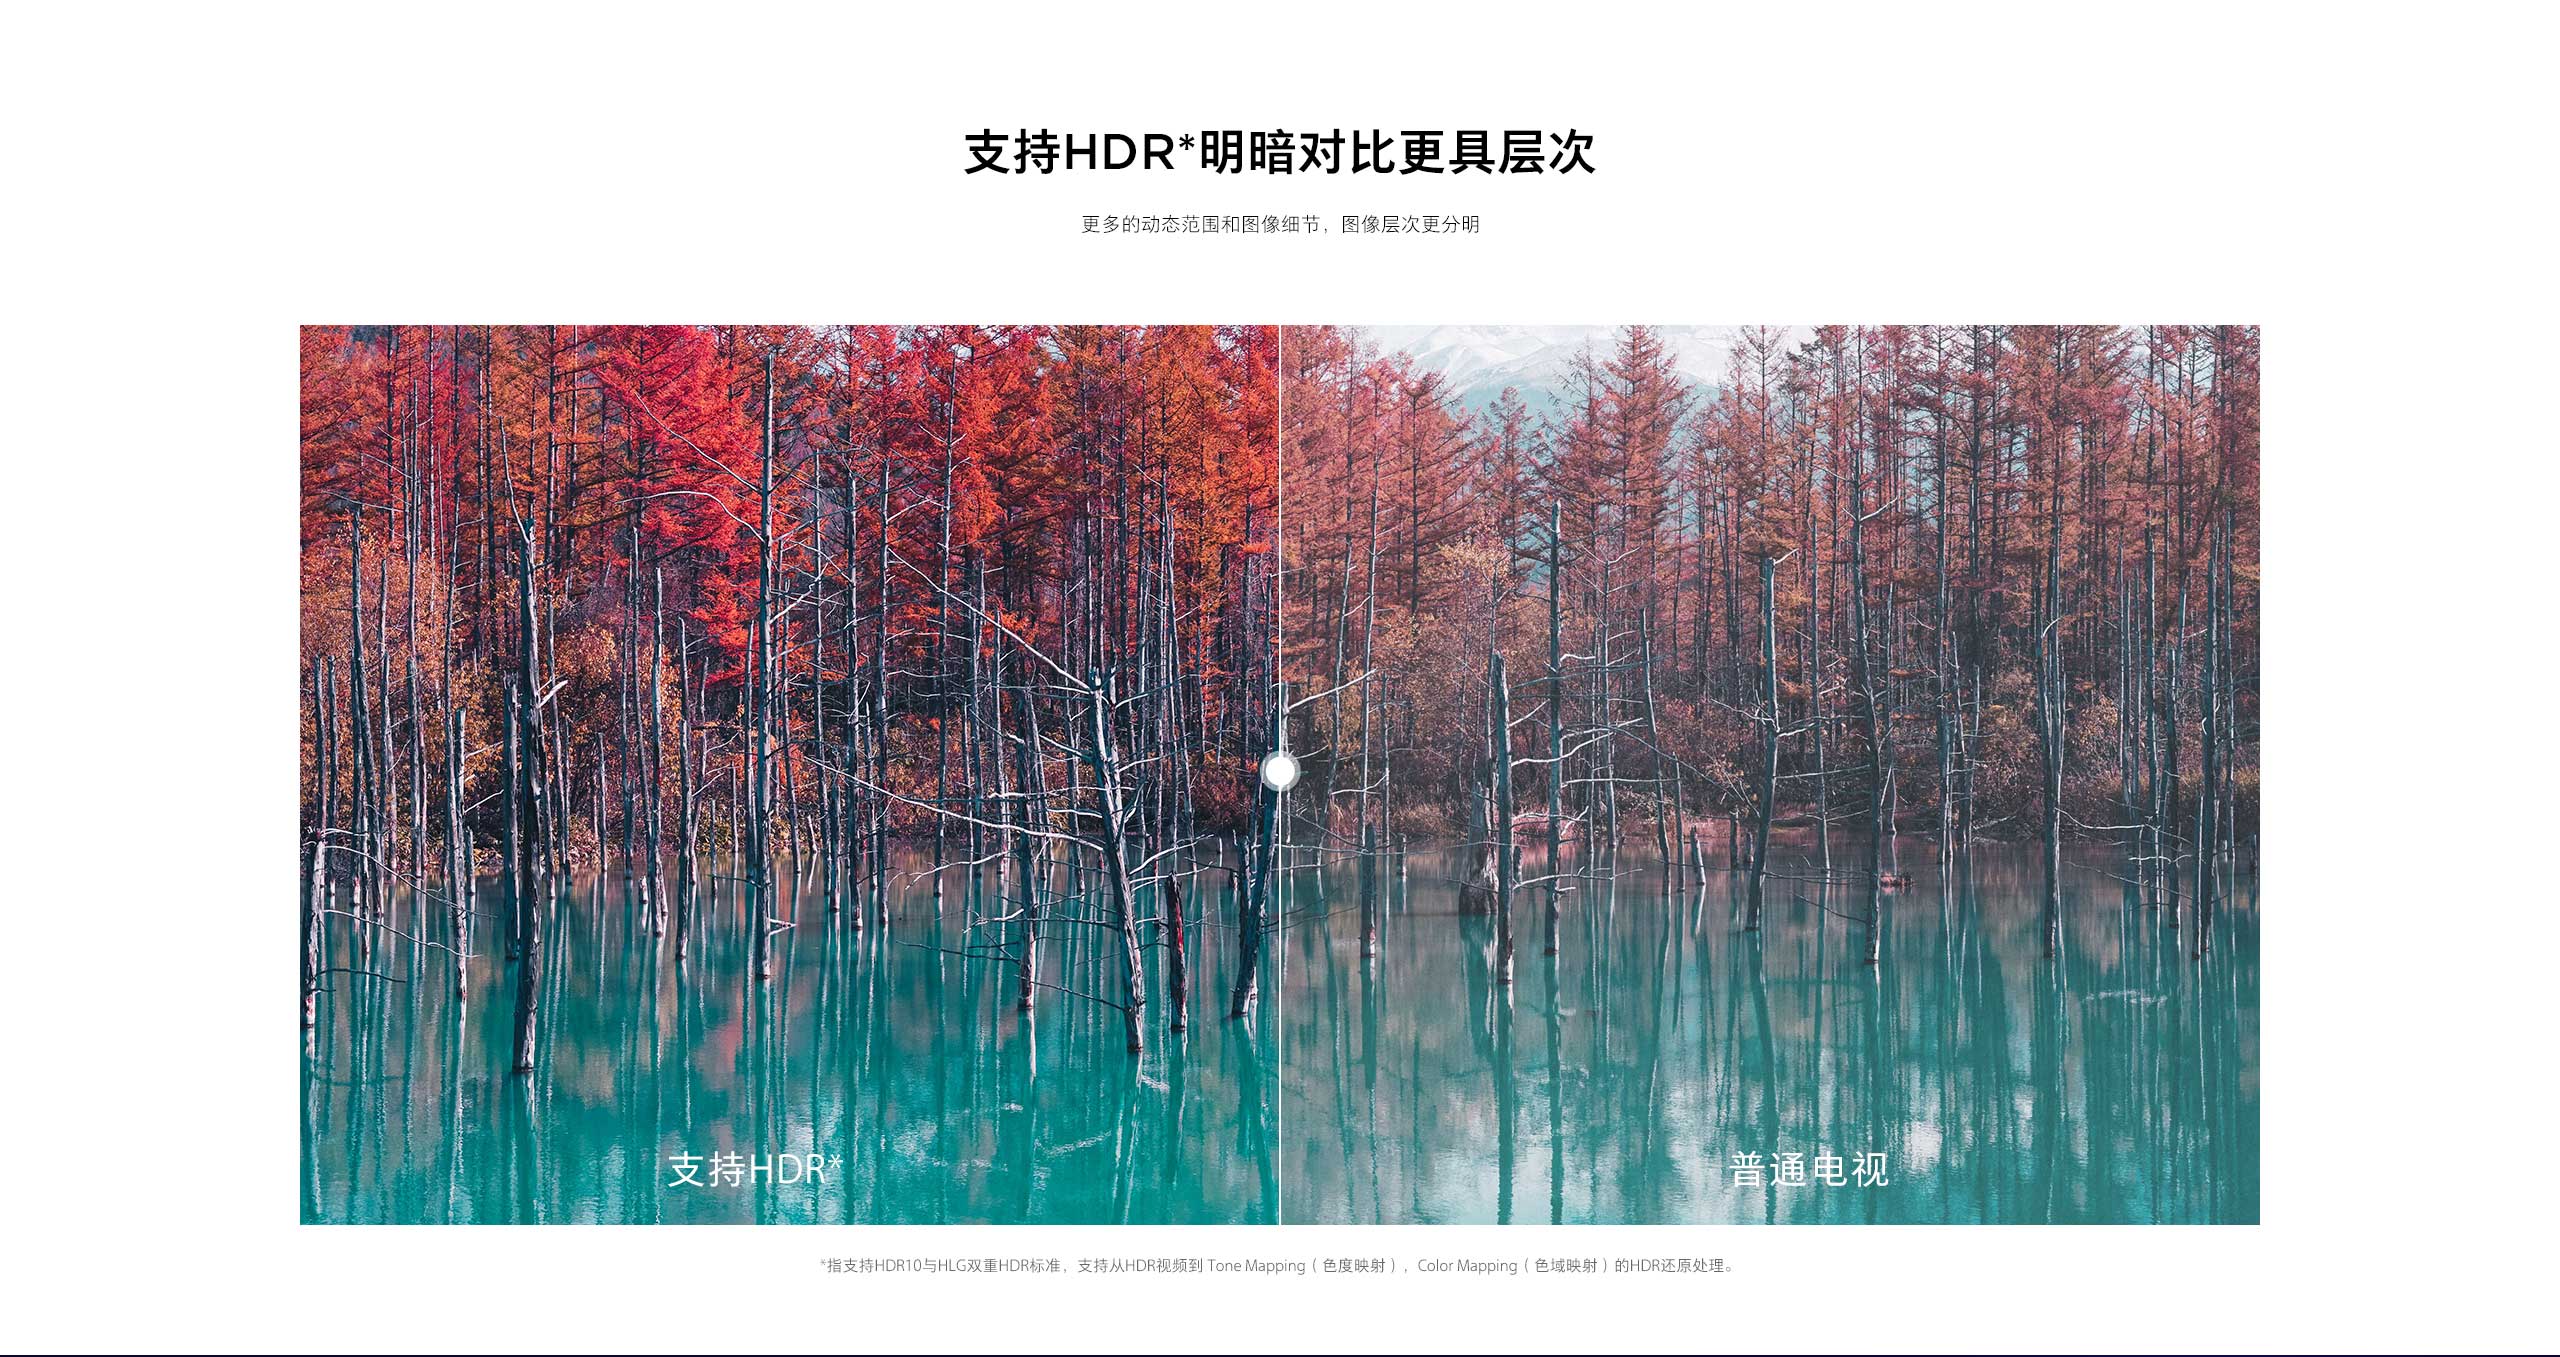 支持HDR*明暗对比更具层次
更多的动态范围和图像细节，图像层次更分明
支持HDR*
普通电视
*指支持HDR10与HLG双重HDR标准，支持从HDR视频到 Tone Mapping（色度映射），Color Mapping（色域映射）的HDR还原处理。